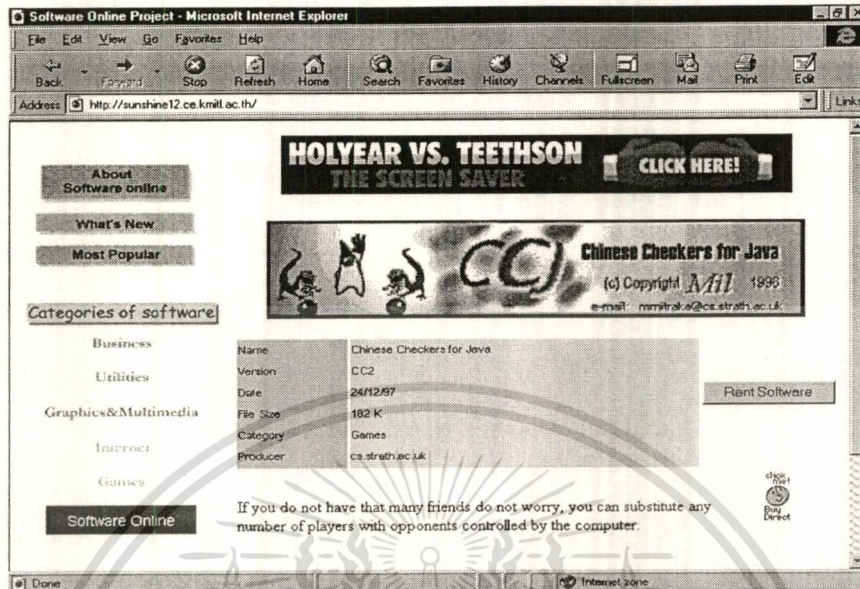 Software Online Project - Microsoft Internet Explorer
File Edit View Go Favorites Help
Back Forward Stop Refresh Home Search Favorites History Channels Fullscreen Mail Print Edit
Address http://sunshine12.ce.kmitl.ac.th/ Links
HOLYEAR VS. TEETHSON
THE SCREEN SAVER
CLICK HERE!
About
Software online
What's New
Most Popular
CCJ
Chinese Checkers for Java
(c) Copyright Mil 1996
e-mail: mmitrake@cs.strath.ac.uk
Categories of software
Business
Utilities
Graphics&Multimedia
Internet
Games
Software Online
Name Chinese Checkers for Java
Version CC2
Date 24/12/97
File Size 182 K
Category Games
Producer cs.strath.ac.uk
Rent Software
click me!
Buy
Direct
If you do not have that many friends do not worry, you can substitute any
number of players with opponents controlled by the computer.
Done
Internet zone